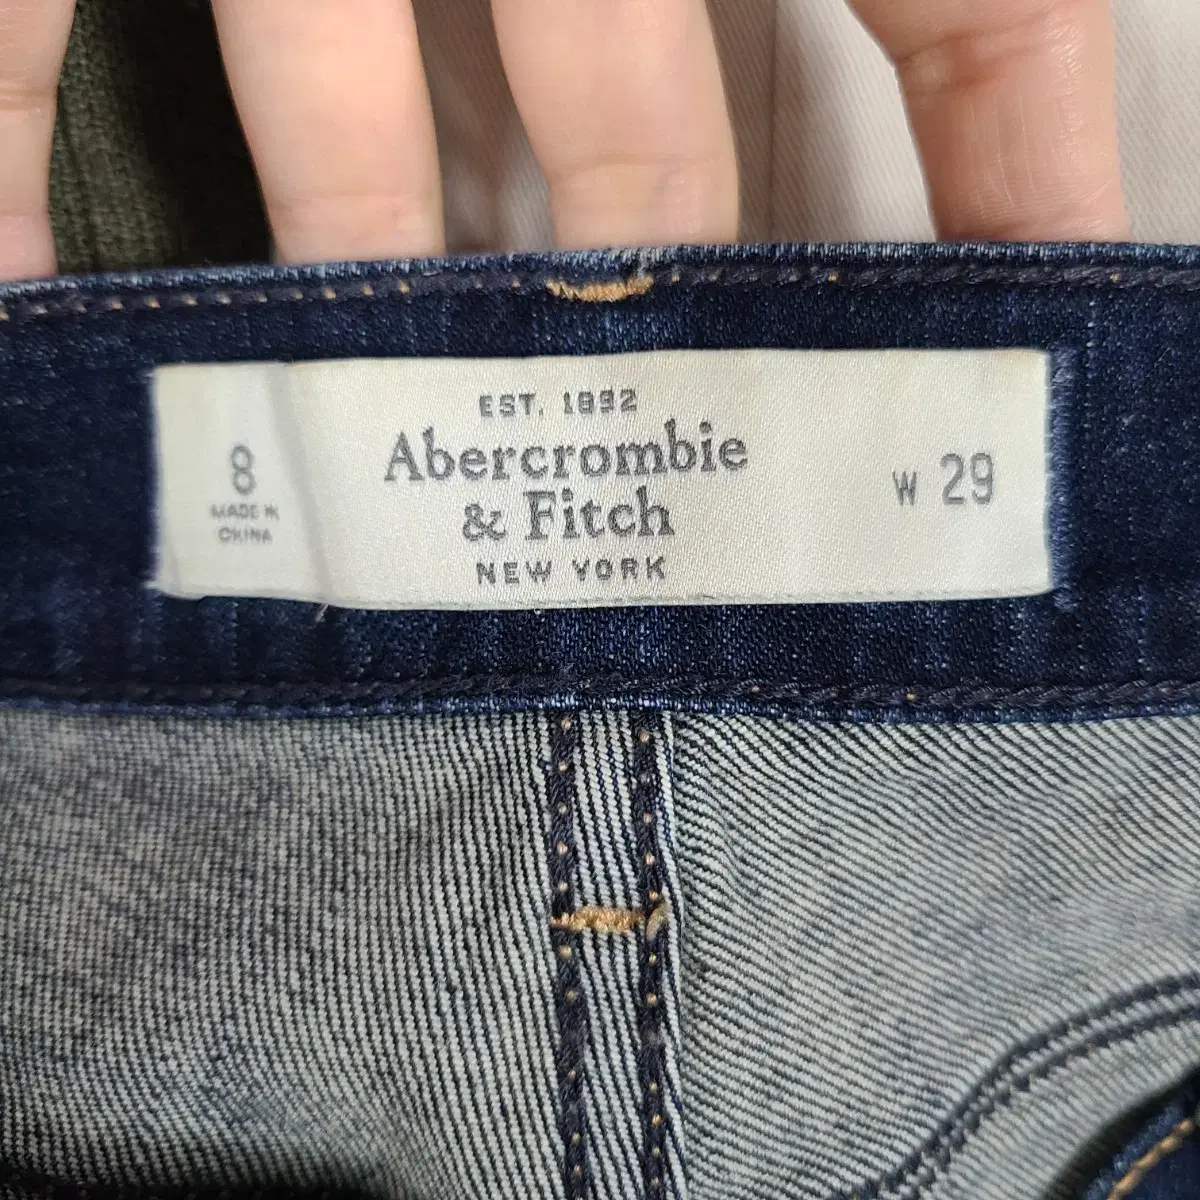 8
MADE IN
CHINA
EST. 1892
Abercrombie
& Fitch
NEW YORK
W 29